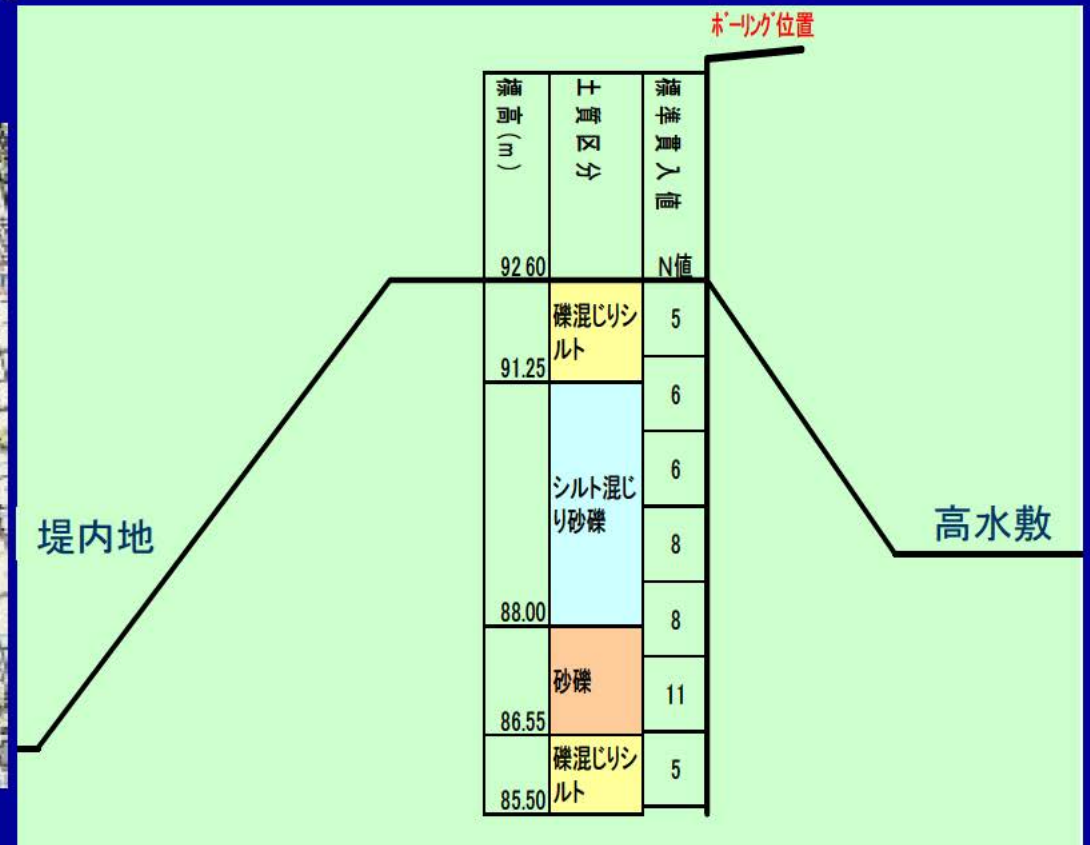 ボーリング位置
標高(m)
土質区分
標準貫入値
N値
92 60
礫混じりシ
ルト
5
91.25
6
6
シルト混じ
り砂礫
堤内地
高水敷
8
88.00
8
砂礫
11
86.55
礫混じりシ
ルト
5
85.50